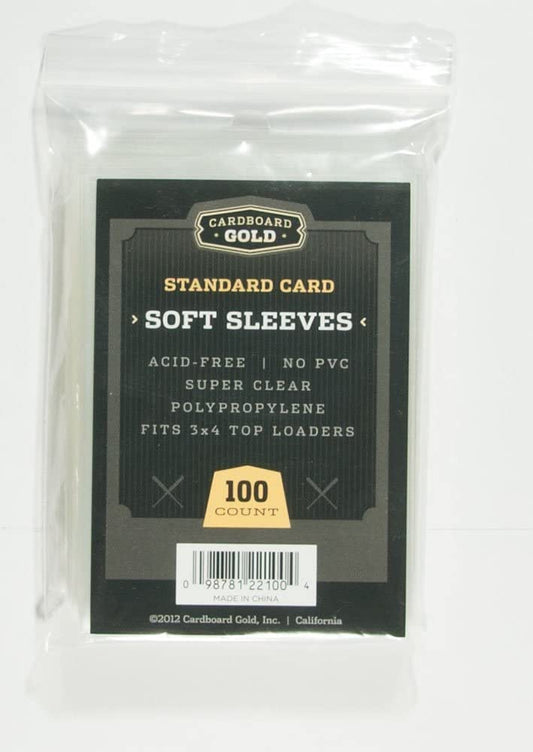 CARDBOARD
GOLD
STANDARD CARD
› SOFT SLEEVES ‹
ACID-FREE | NO PVC
SUPER CLEAR
POLYPROPYLENE
FITS 3x4 TOP LOADERS
100
COUNT
0 98781 22100 4
MADE IN CHINA
©2012 Cardboard Gold, Inc. | California